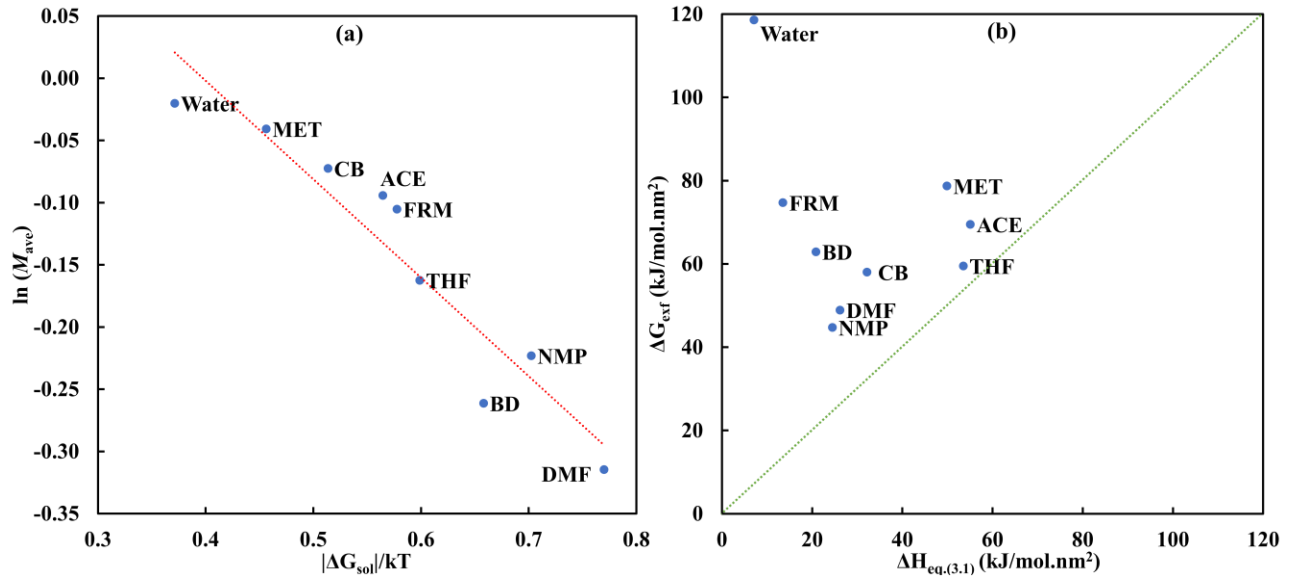 (a)
0.05
0.00
-0.05
-0.10
-0.15
-0.20
-0.25
-0.30
-0.35
ln (Mave)
Water
MET
CB
ACE
FRM
THF
NMP
BD
DMF
0.3
0.4
0.5
0.6
0.7
0.8
|ΔGsol|/kT
(b)
120
100
80
60
40
20
0
ΔGexf (kJ/mol.nm²)
Water
MET
FRM
ACE
BD
THF
CB
DMF
NMP
0
20
40
60
80
100
120
ΔHeq.(3.1) (kJ/mol.nm²)